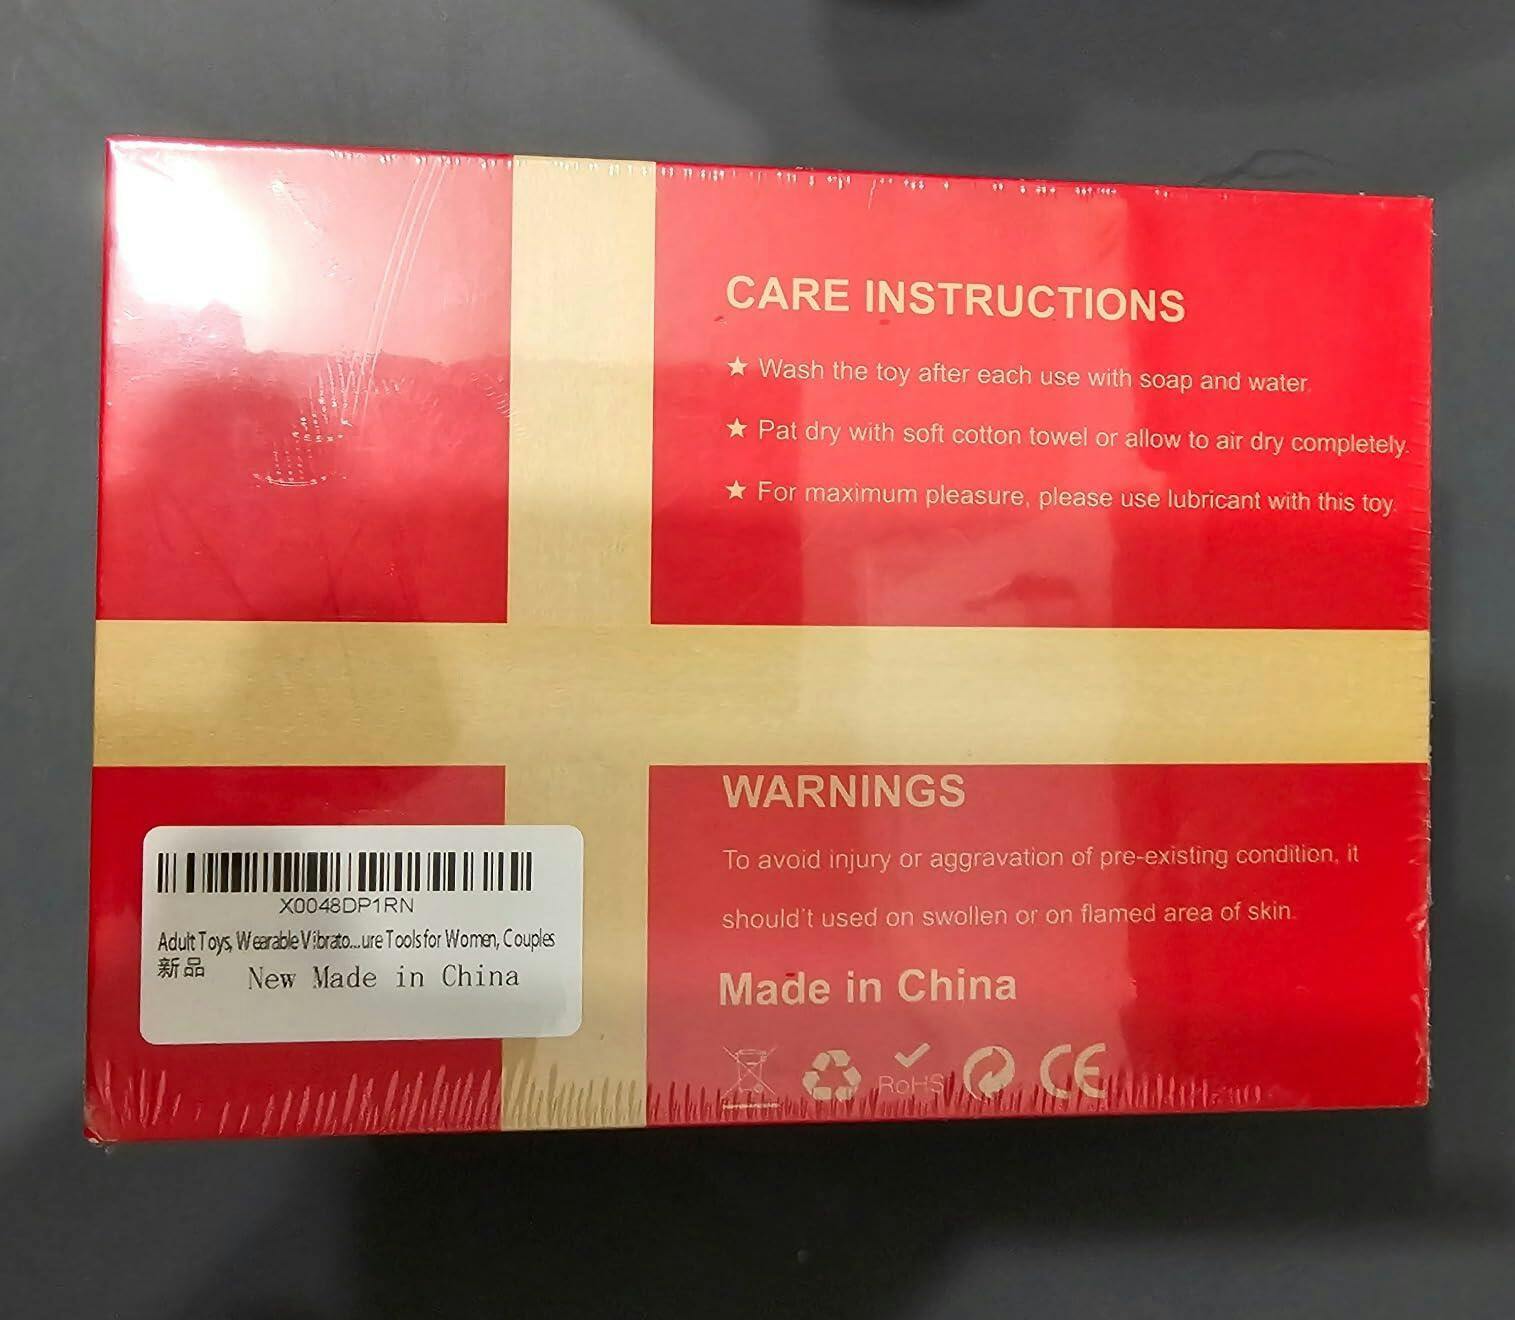 CARE INSTRUCTIONS
★ Wash the toy after each use with soap and water.
★ Pat dry with soft cotton towel or allow to air dry completely.
★ For maximum pleasure, please use lubricant with this toy.
WARNINGS
To avoid injury or aggravation of pre-existing condition, it
should't used on swollen or on flamed area of skin.
Made in China
RoHS CE
X0048DP1RN
Adult Toys, Wearable Vibrato...ure Tools for Women, Couples
新品 New Made in China